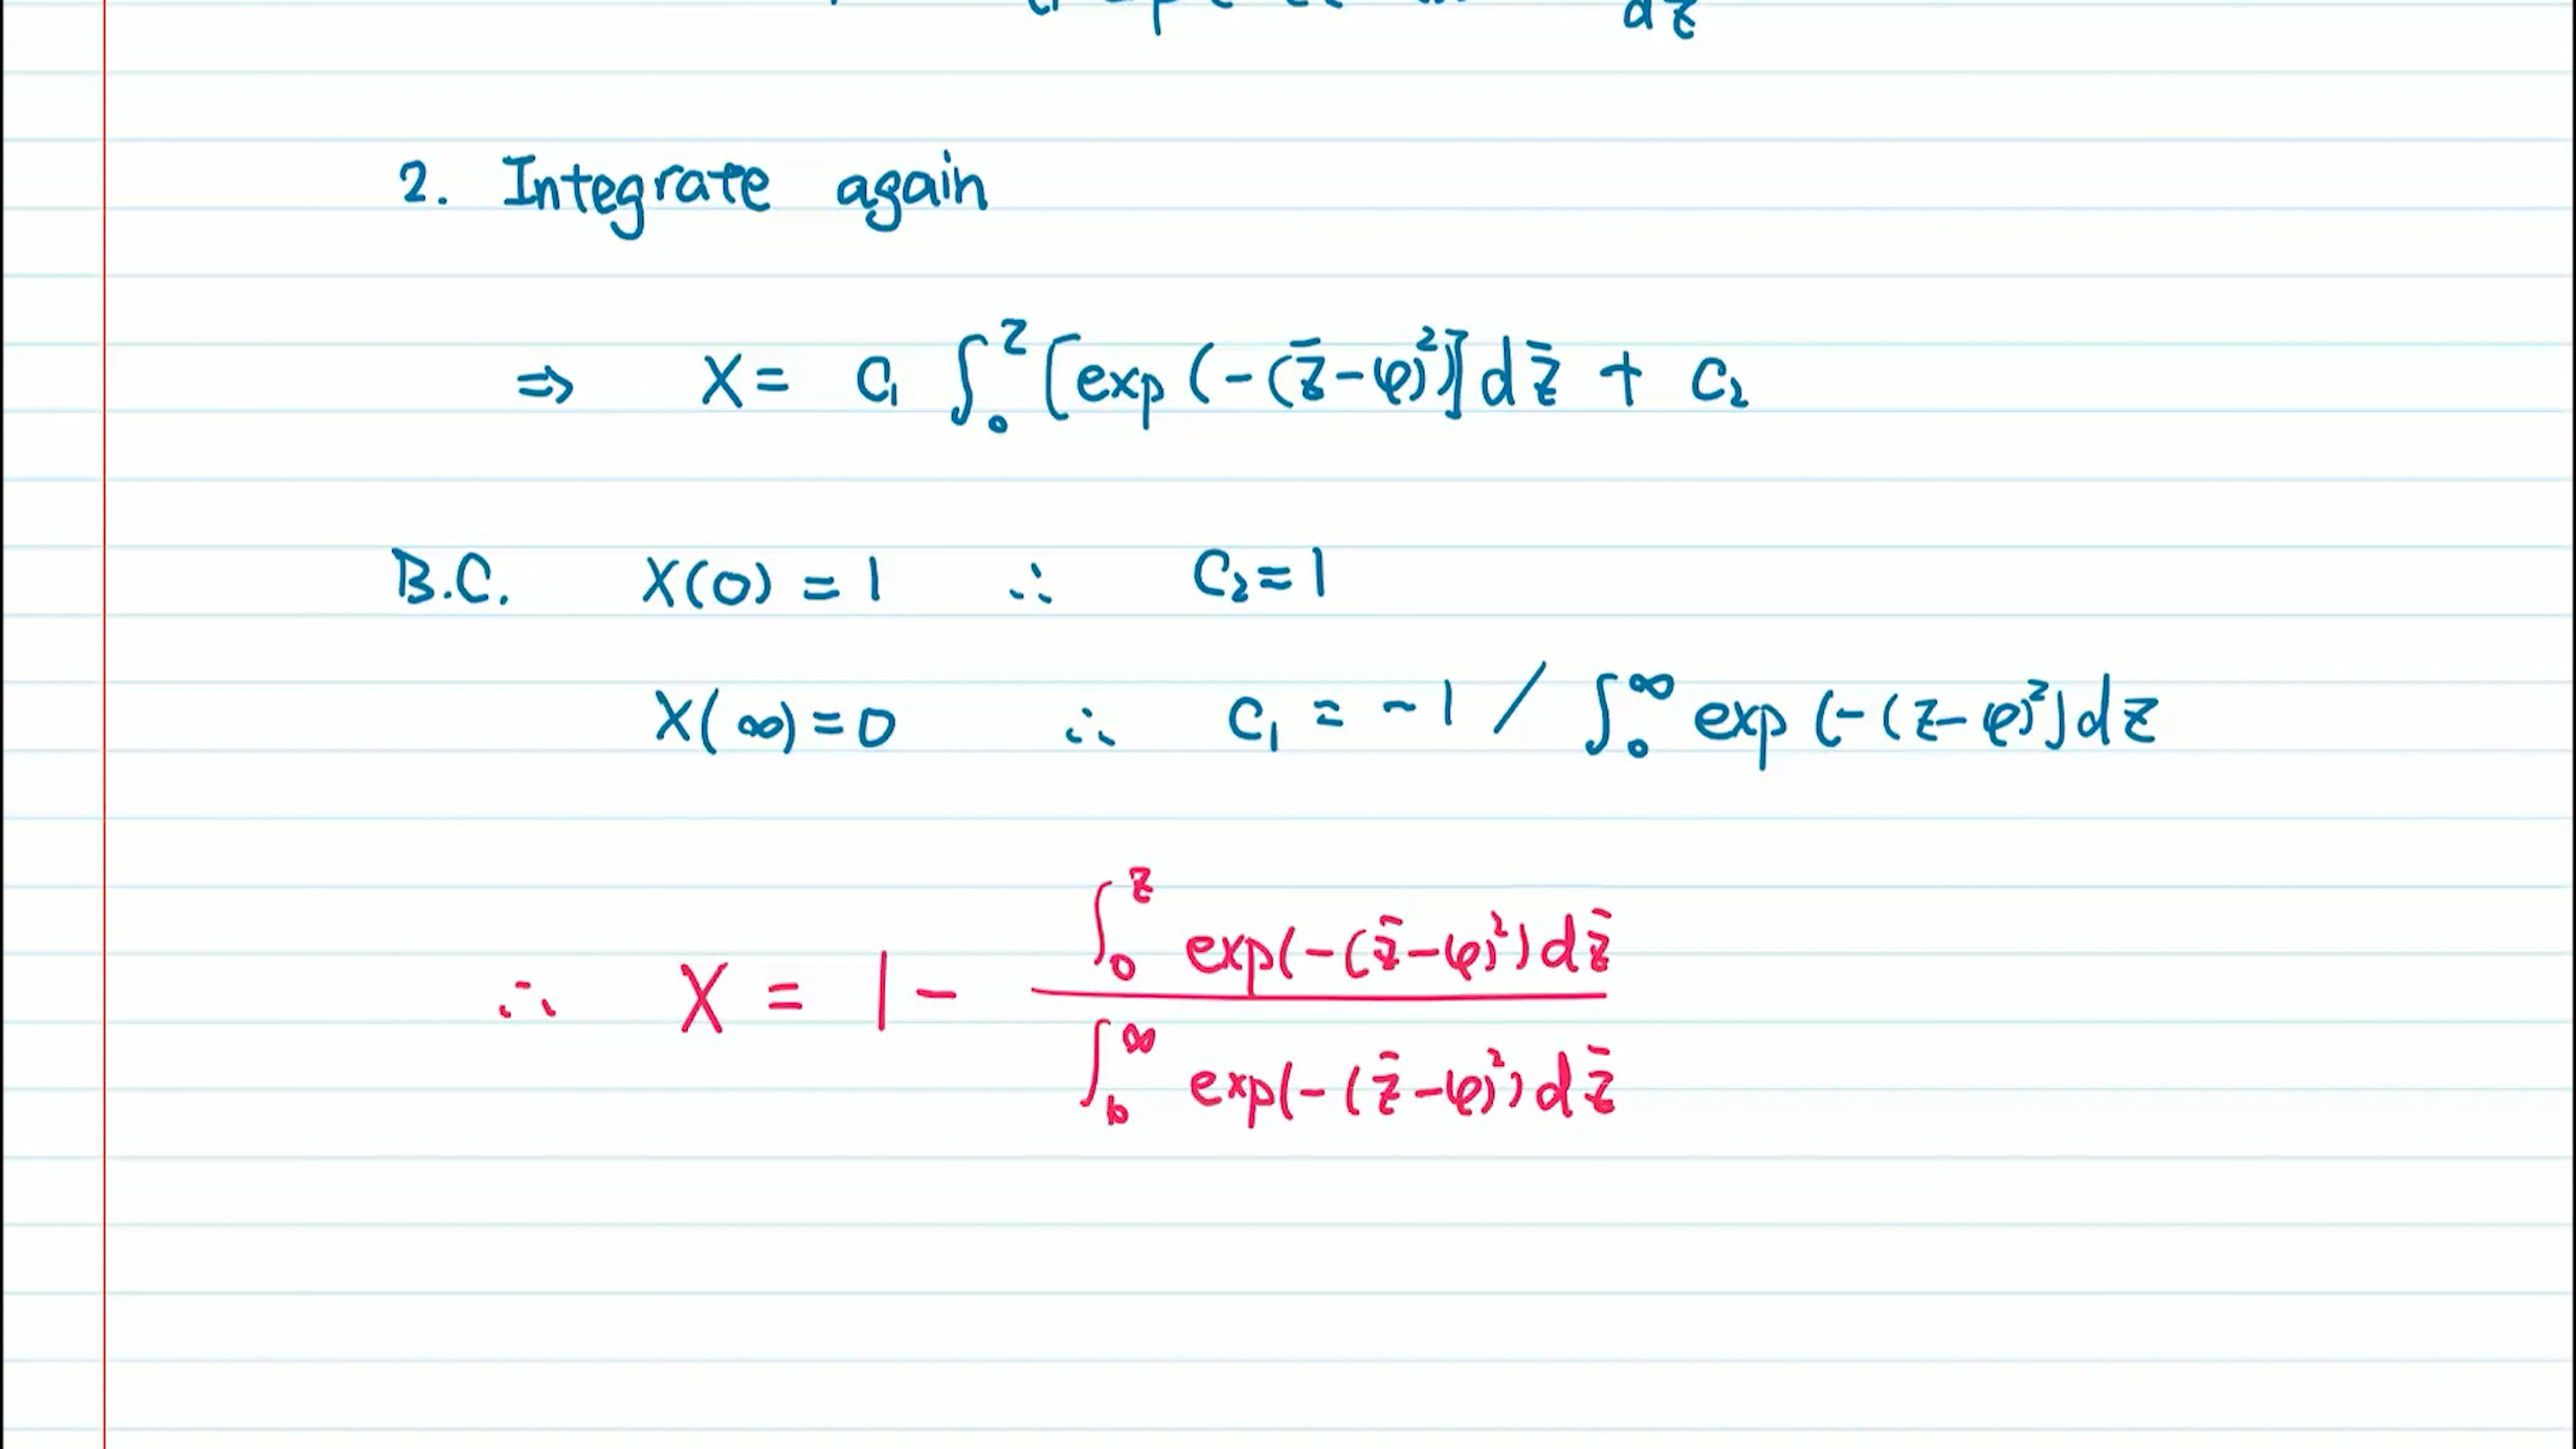 dz
2. Integrate again
⇒ X = C₁ ∫₀^Z [exp(-(z̄-φ)²)] dz̄ + C₂
B.C. X(0) = 1 ∴ C₂ = 1
X(∞) = 0 ∴ C₁ = -1 / ∫₀^∞ exp(-(z-φ)²) dz
∴ X = 1 - ∫₀^z exp(-(z̄-φ)²) dz̄ / ∫₀^∞ exp(-(z̄-φ)²) dz̄